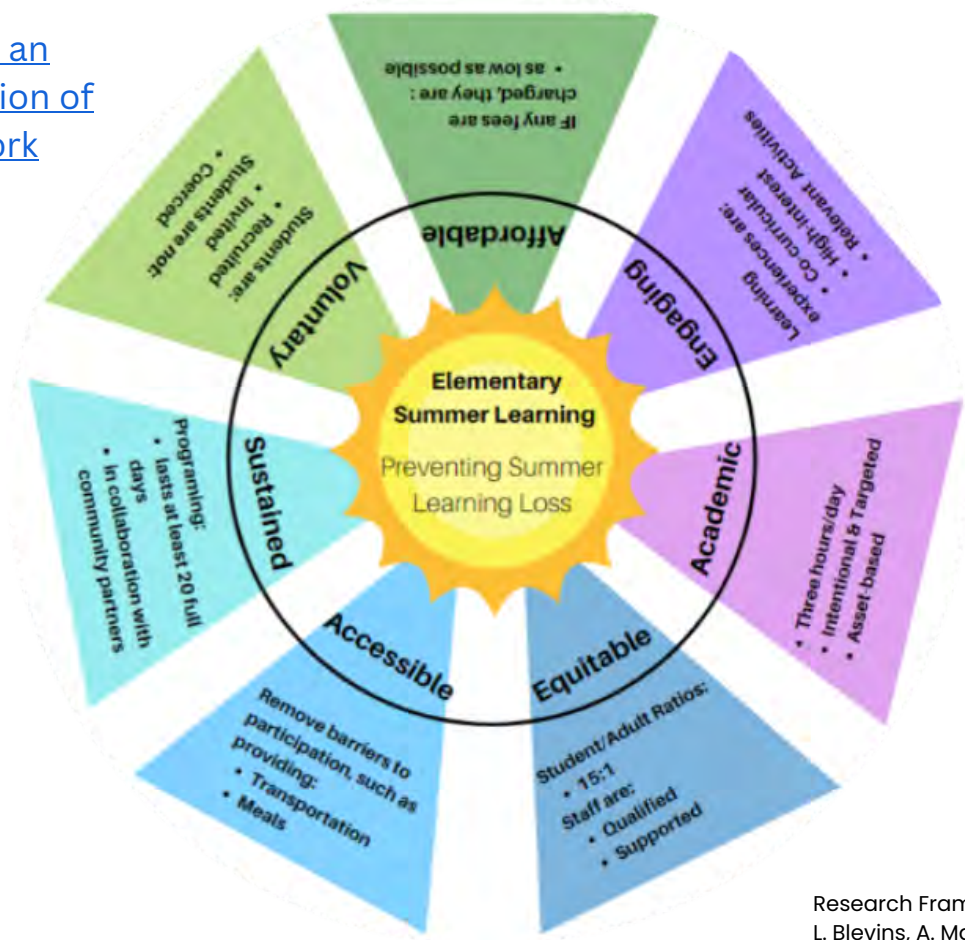 an
ion of
ork
Elementary
Summer Learning
Preventing Summer
Learning Loss
Affordable
IF any fees are
charged, they are :
• as low as possible
Engaging
Learning
experiences are:
• Co-curricular
• High-interest
• Relevant Activities
Academic
• Three hours/day
• Intentional & Targeted
• Asset-based
Equitable
Student/Adult Ratios:
• 15:1
Staff are:
• Qualified
• Supported
Accessible
Remove barriers to
participation, such as
providing:
• Transportation
• Meals
Sustained
Programing:
• lasts at least 20 full
days
• in collaboration with
community partners
Voluntary
Students are:
• Recruited
• Invited
Students are not:
• Coerced
Research Fram
L. Blevins, A. Mo